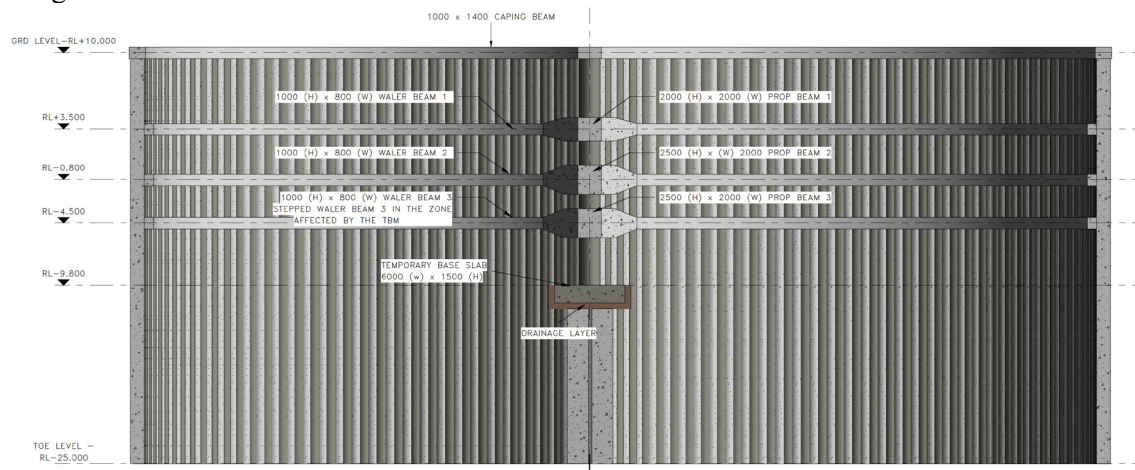 1000 x 1400 CAPING BEAM
GRD LEVEL-RL+10.000
1000 (H) x 800 (W) WALER BEAM 1
2000 (H) x 2000 (W) PROP BEAM 1
RL+3.500
1000 (H) x 800 (W) WALER BEAM 2
2500 (H) x (W) 2000 PROP BEAM 2
RL-0.800
1000 (H) x 800 (W) WALER BEAM 3
STEPPED WALER BEAM 3 IN THE ZONE
AFFECTED BY THE TBM
2500 (H) x 2000 (W) PROP BEAM 3
RL-4.500
TEMPORARY BASE SLAB
6000 (w) x 1500 (H)
RL-9.800
DRAINAGE LAYER
TOE LEVEL -
RL-25.000